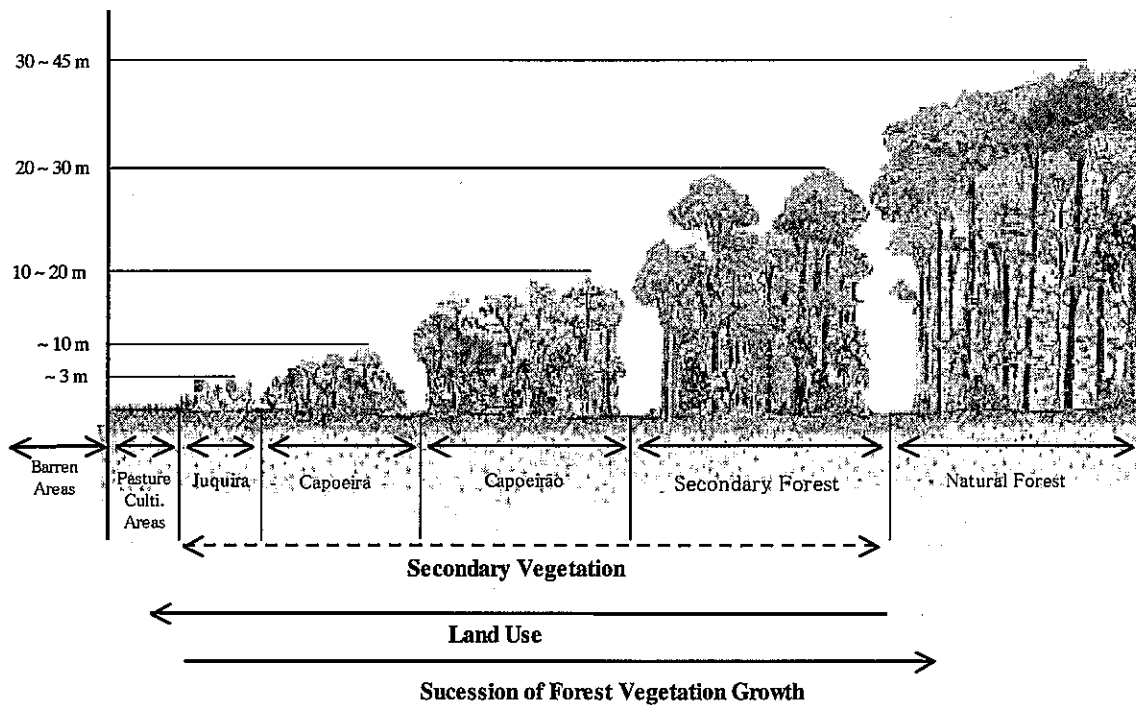 30 ~ 45 m
20 ~ 30 m
10 ~ 20 m
~ 10 m
~ 3 m
Barren
Areas
Pasture
Culti.
Areas
Juquira
Capoeira
Capoeirão
Secondary Forest
Natural Forest
Secondary Vegetation
Land Use
Sucession of Forest Vegetation Growth